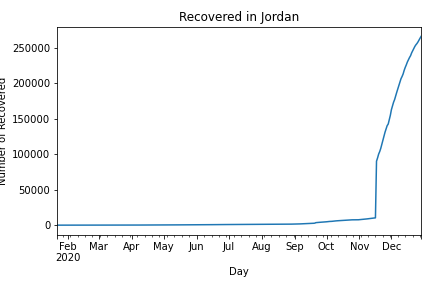 Recovered in Jordan
Number of Recovered
250000
200000
150000
100000
50000
0
Feb Mar Apr May Jun Jul Aug Sep Oct Nov Dec
2020
Day